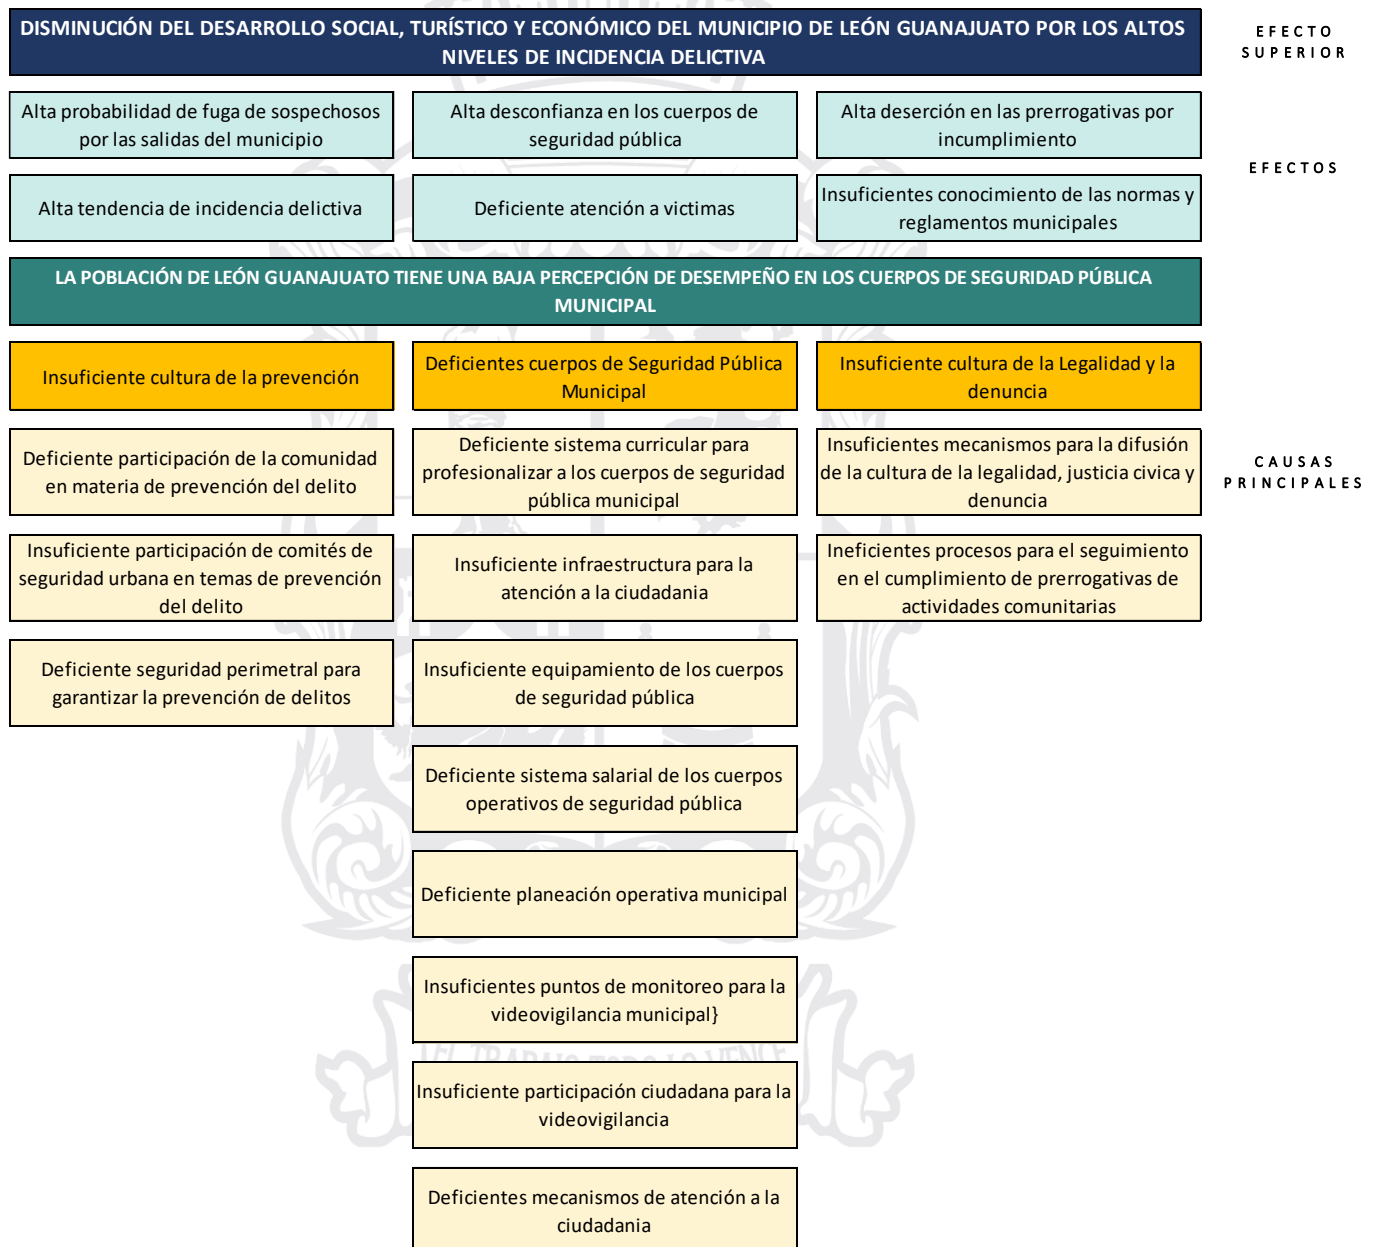 DISMINUCIÓN DEL DESARROLLO SOCIAL, TURÍSTICO Y ECONÓMICO DEL MUNICIPIO DE LEÓN GUANAJUATO POR LOS ALTOS
NIVELES DE INCIDENCIA DELICTIVA
EFECTO
SUPERIOR
Alta probabilidad de fuga de sospechosos
por las salidas del municipio
Alta desconfianza en los cuerpos de
seguridad pública
Alta deserción en las prerrogativas por
incumplimiento
EFECTOS
Alta tendencia de incidencia delictiva
Deficiente atención a victimas
Insuficientes conocimiento de las normas y
reglamentos municipales
LA POBLACIÓN DE LEÓN GUANAJUATO TIENE UNA BAJA PERCEPCIÓN DE DESEMPEÑO EN LOS CUERPOS DE SEGURIDAD PÚBLICA
MUNICIPAL
Insuficiente cultura de la prevención
Deficientes cuerpos de Seguridad Pública
Municipal
Insuficiente cultura de la Legalidad y la
denuncia
Deficiente participación de la comunidad
en materia de prevención del delito
Deficiente sistema curricular para
profesionalizar a los cuerpos de seguridad
pública municipal
Insuficientes mecanismos para la difusión
de la cultura de la legalidad, justicia civica y
denuncia
CAUSAS
PRINCIPALES
Insuficiente participación de comités de
seguridad urbana en temas de prevención
del delito
Insuficiente infraestructura para la
atención a la ciudadania
Ineficientes procesos para el seguimiento
en el cumplimiento de prerrogativas de
actividades comunitarias
Deficiente seguridad perimetral para
garantizar la prevención de delitos
Insuficiente equipamiento de los cuerpos
de seguridad pública
Deficiente sistema salarial de los cuerpos
operativos de seguridad pública
Deficiente planeación operativa municipal
Insuficientes puntos de monitoreo para la
videovigilancia municipal}
EL TRABAJO TODO LO VENCE
Insuficiente participación ciudadana para la
videovigilancia
Deficientes mecanismos de atención a la
ciudadania